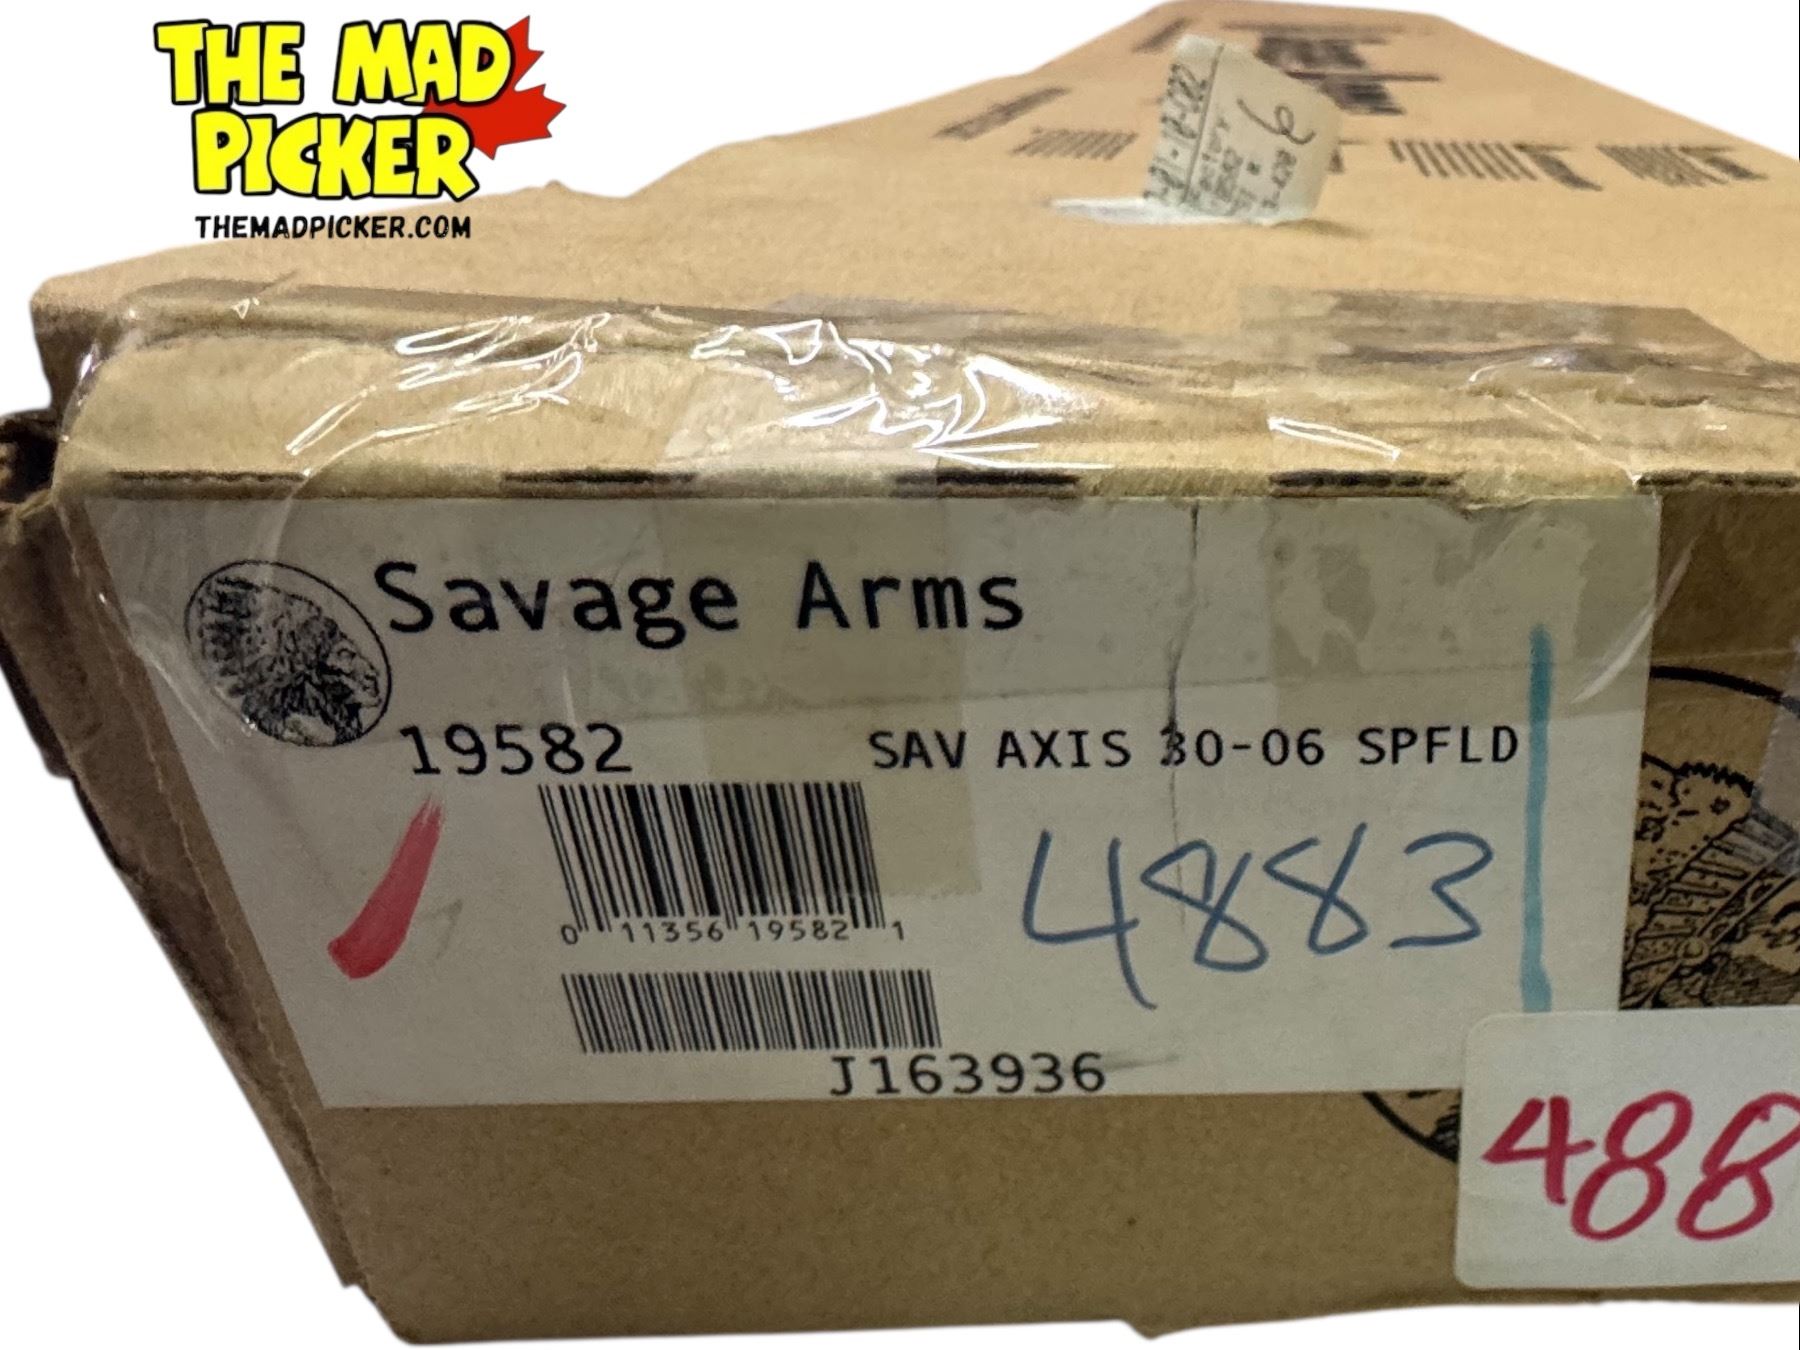 THE MAD
PICKER
THEMADPICKER.COM
6
Savage Arms
19582
SAV AXIS 30-06 SPFLD
0 11356 19582 1
4883
J163936
488